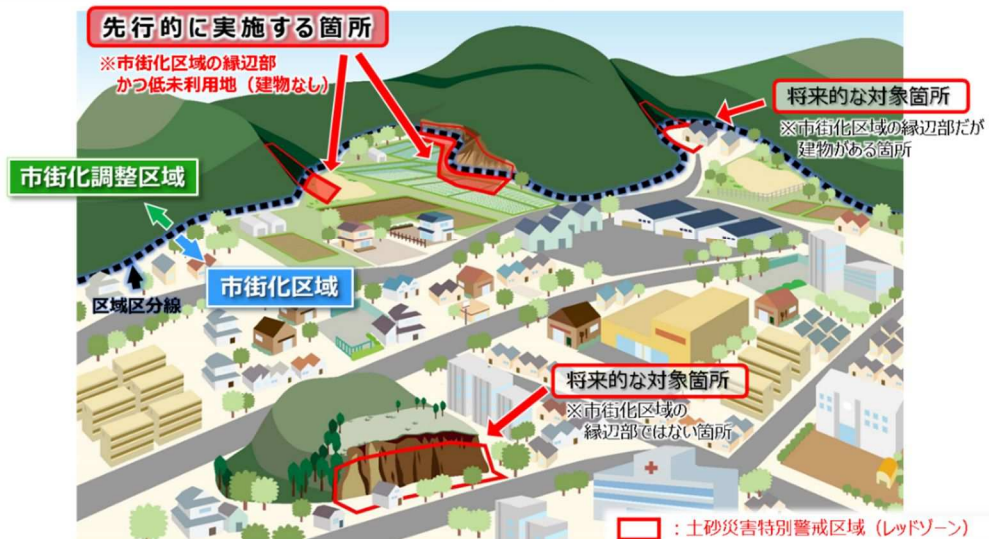 先行的に実施する箇所
※市街化区域の縁辺部
かつ低未利用地（建物なし）
将来的な対象箇所
※市街化区域の縁辺部だが
建物がある箇所
市街化調整区域
市街化区域
区域区分線
将来的な対象箇所
※市街化区域の
縁辺部ではない箇所
：土砂災害特別警戒区域（レッドゾーン）